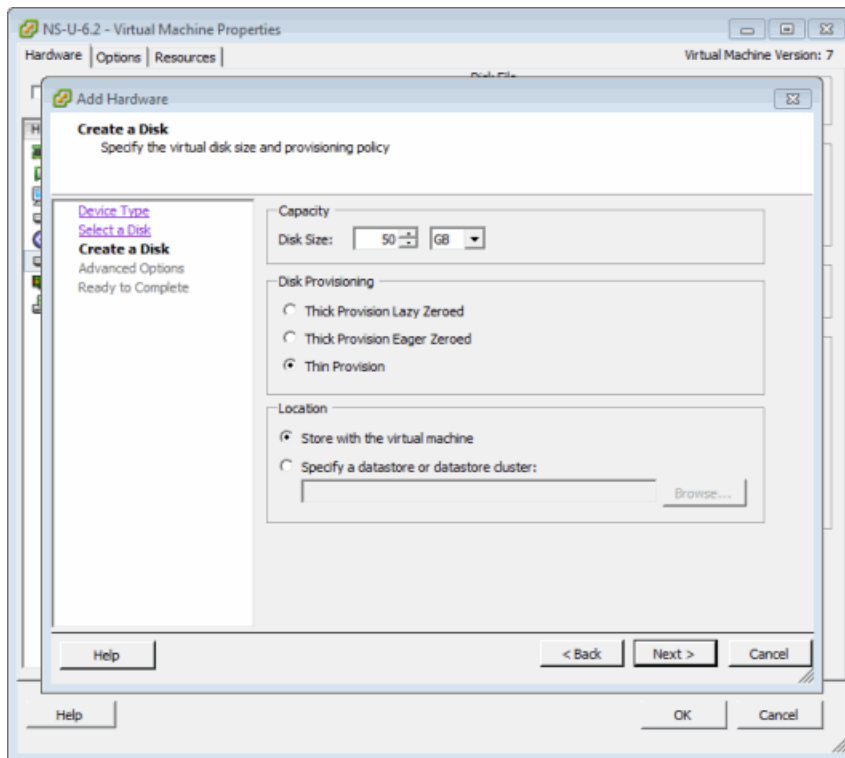 NS-U-6.2 - Virtual Machine Properties
Hardware Options Resources Virtual Machine Version: 7
Disk File
Add Hardware
H
Create a Disk
Specify the virtual disk size and provisioning policy
Device Type
Select a Disk
Create a Disk
Advanced Options
Ready to Complete
Capacity
Disk Size: 50 GB
Disk Provisioning
Thick Provision Lazy Zeroed
Thick Provision Eager Zeroed
Thin Provision
Location
Store with the virtual machine
Specify a datastore or datastore cluster:
Browse...
Help < Back Next > Cancel
Help OK Cancel